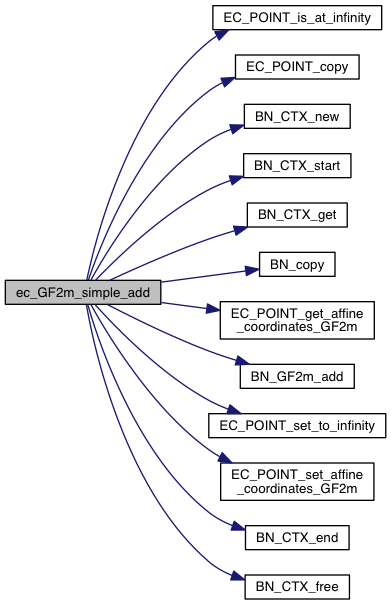 EC_POINT_is_at_infinity
EC_POINT_copy
BN_CTX_new
BN_CTX_start
BN_CTX_get
BN_copy
ec_GF2m_simple_add
EC_POINT_get_affine
_coordinates_GF2m
BN_GF2m_add
EC_POINT_set_to_infinity
EC_POINT_set_affine
_coordinates_GF2m
BN_CTX_end
BN_CTX_free